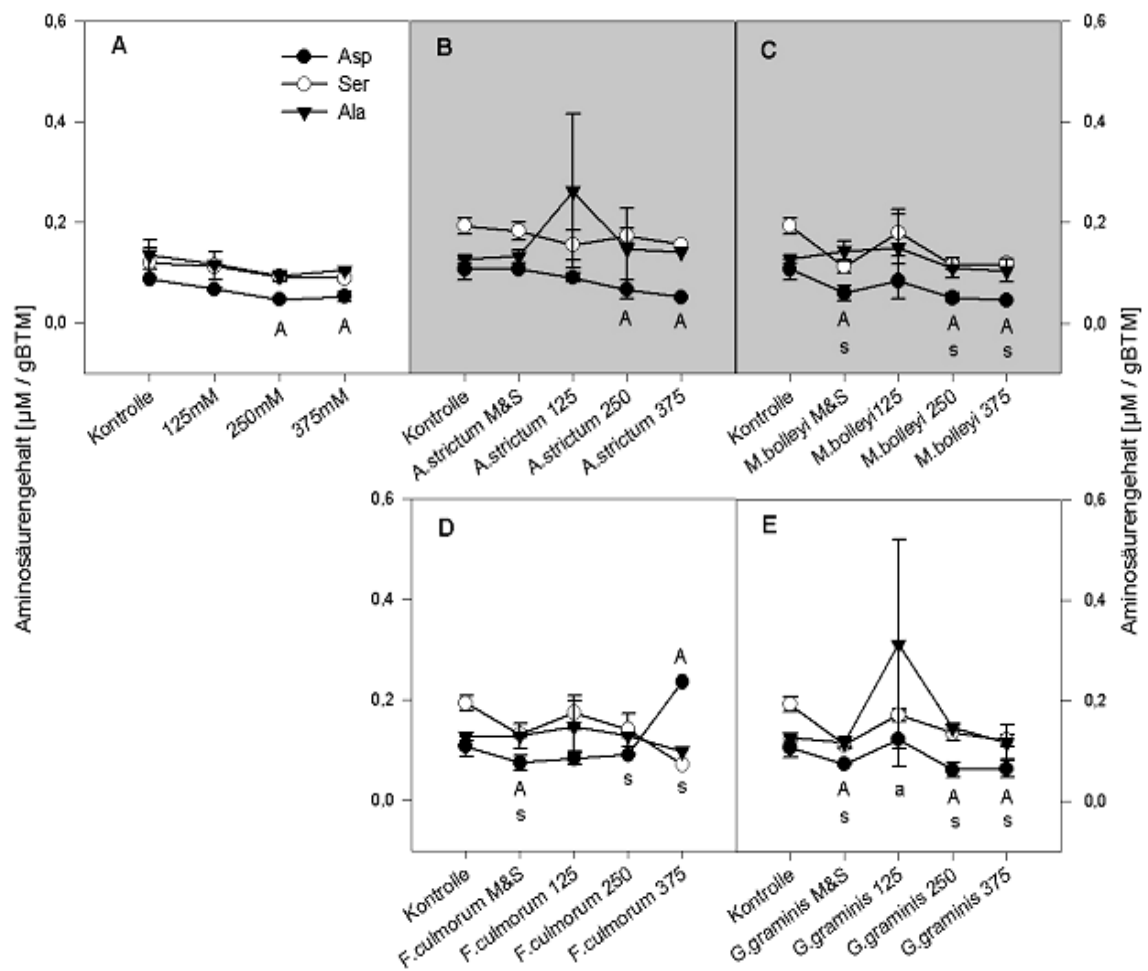 Aminosäurengehalt [µM / gBTM]
0,6
0,4
0,2
0,0
A
Asp
Ser
Ala
A
A
Kontrolle
125mM
250mM
375mM
B
A
A
Kontrolle
A.strictum M&S
A.strictum 125
A.strictum 250
A.strictum 375
C
A
s
A
s
A
s
Kontrolle
M.bolleyi M&S
M.bolleyi125
M.bolleyi 250
M.bolleyi 375
0,6
0,4
0,2
0,0
Aminosäurengehalt [µM / gBTM]
0,6
0,4
0,2
0,0
D
A
s
s
A
s
Kontrolle
F.culmorum M&S
F.culmorum 125
F.culmorum 250
F.culmorum 375
E
A
s
a
A
s
A
s
Kontrolle
G.graminis M&S
G.graminis 125
G.graminis 250
G.graminis 375
0,6
0,4
0,2
0,0